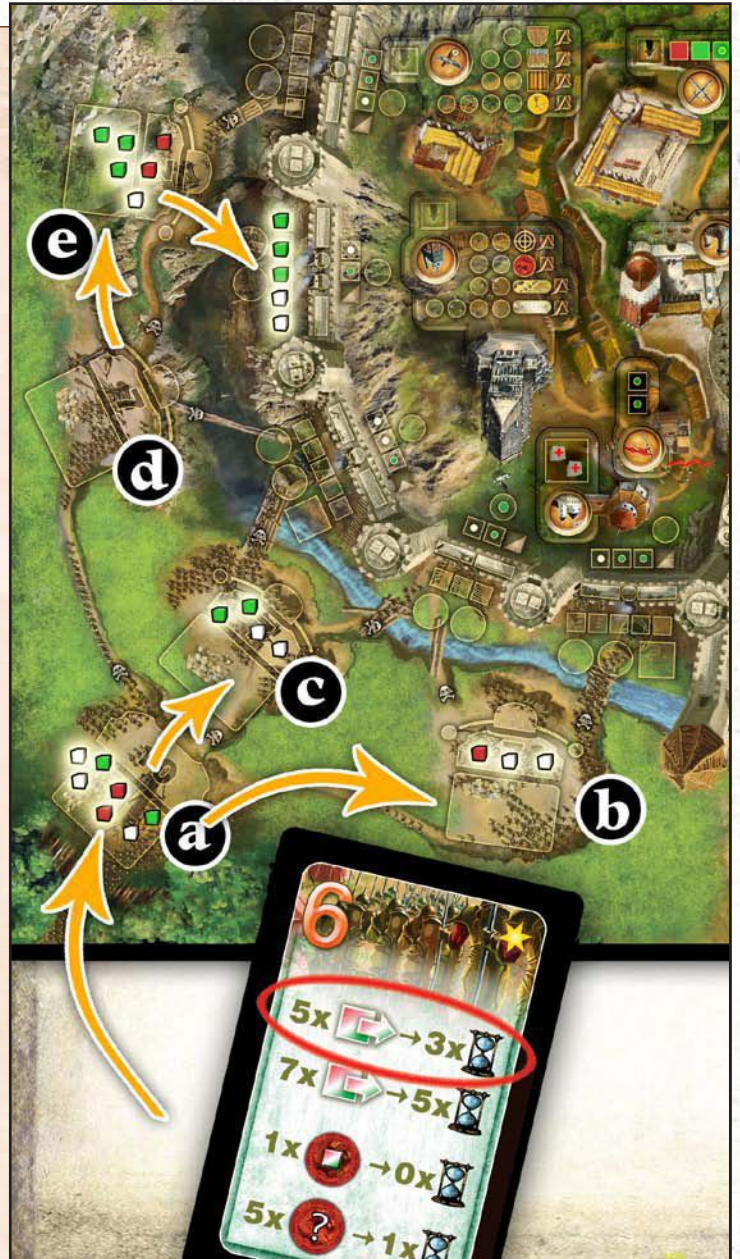 e
d
c
a
b
6
5x → 3x
7x → 5x
1x → 0x
5x ? → 1x